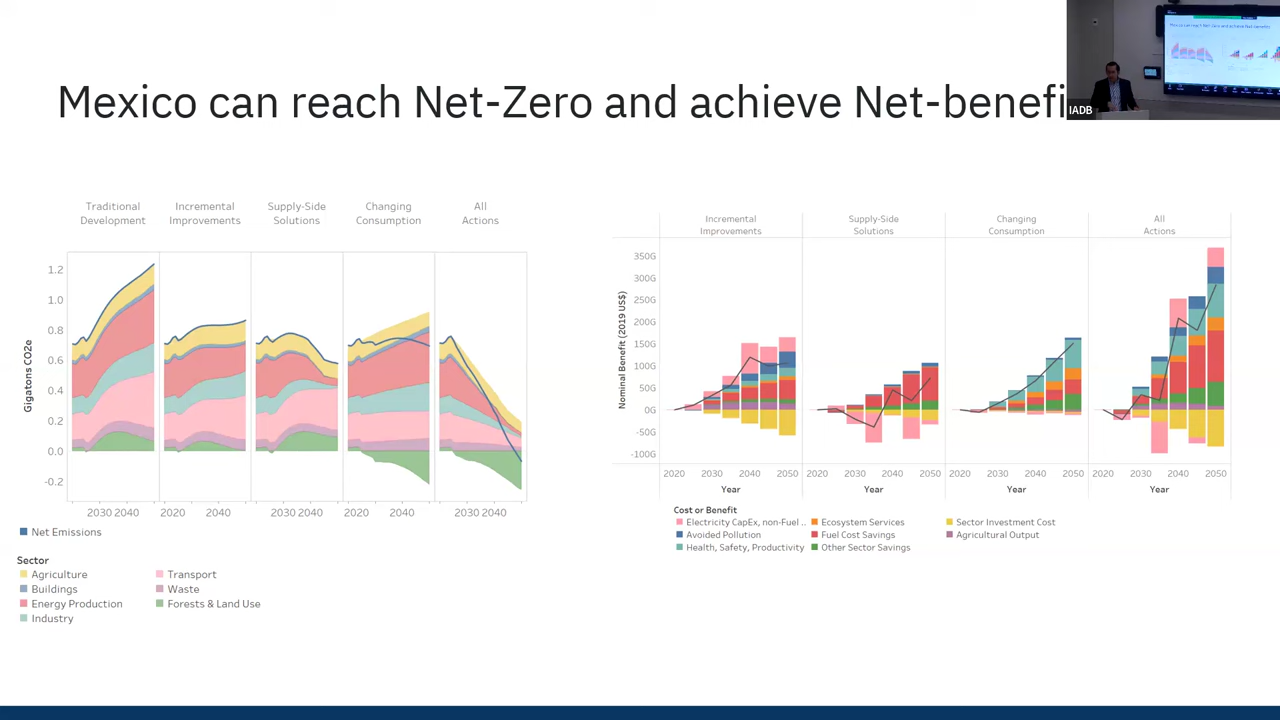 Mexico can reach Net-Zero and achieve Net-benefi
IADB
Traditional
Development
Incremental
Improvements
Supply-Side
Solutions
Changing
Consumption
All
Actions
Gigatons CO2e
1.2
1.0
0.8
0.6
0.4
0.2
0.0
-0.2
2030 2040
2020 2040
2030 2040
2020 2040
2030 2040
Net Emissions
Sector
Agriculture
Buildings
Energy Production
Industry
Transport
Waste
Forests & Land Use
Incremental
Improvements
Supply-Side
Solutions
Changing
Consumption
All
Actions
Nominal Benefit (2019 US$)
350G
300G
250G
200G
150G
100G
50G
0G
-50G
-100G
2020 2030 2040 2050
2020 2030 2040 2050
2020 2030 2040 2050
2020 2030 2040 2050
Year
Year
Year
Year
Cost or Benefit
Electricity CapEx, non-Fuel ..
Avoided Pollution
Health, Safety, Productivity
Ecosystem Services
Fuel Cost Savings
Other Sector Savings
Sector Investment Cost
Agricultural Output